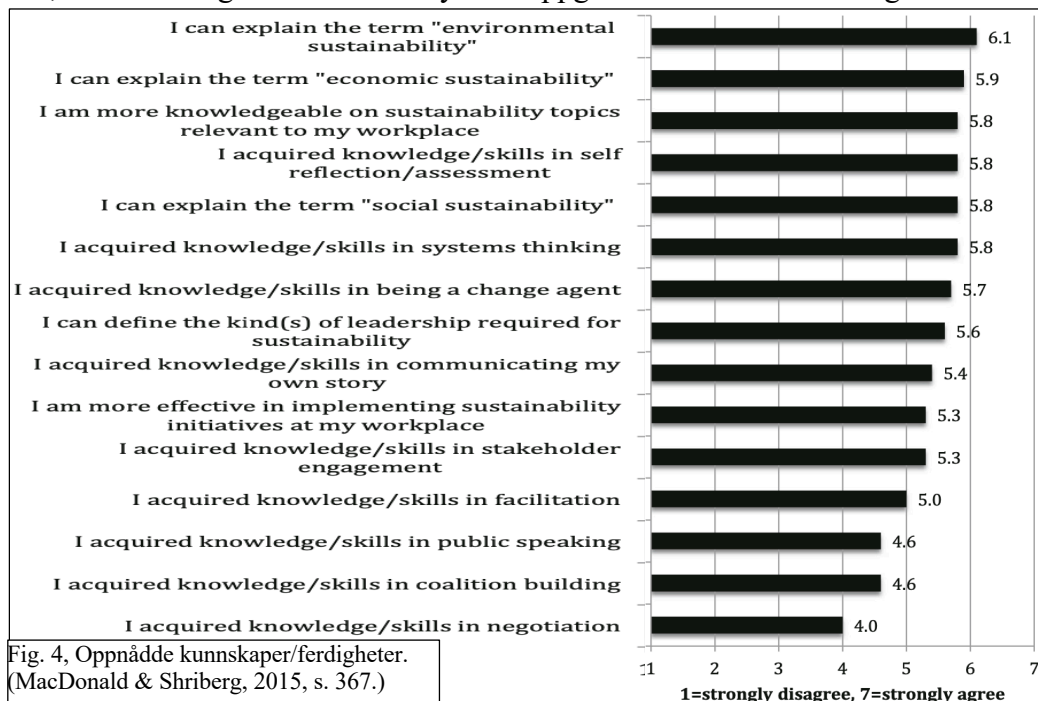 I can explain the term "environmental
sustainability"
6.1
I can explain the term "economic sustainability"
5.9
I am more knowledgeable on sustainability topics
relevant to my workplace
5.8
I acquired knowledge/skills in self
reflection/assessment
5.8
I can explain the term "social sustainability"
5.8
I acquired knowledge/skills in systems thinking
5.8
I acquired knowledge/skills in being a change agent
5.7
I can define the kind(s) of leadership required for
sustainability
5.6
I acquired knowledge/skills in communicating my
own story
5.4
I am more effective in implementing sustainability
initiatives at my workplace
5.3
I acquired knowledge/skills in stakeholder
engagement
5.3
I acquired knowledge/skills in facilitation
5.0
I acquired knowledge/skills in public speaking
4.6
I acquired knowledge/skills in coalition building
4.6
I acquired knowledge/skills in negotiation
4.0
1 2 3 4 5 6 7
1=strongly disagree, 7=strongly agree
Fig. 4, Oppnådde kunnskaper/ferdigheter.
(MacDonald & Shriberg, 2015, s. 367.)